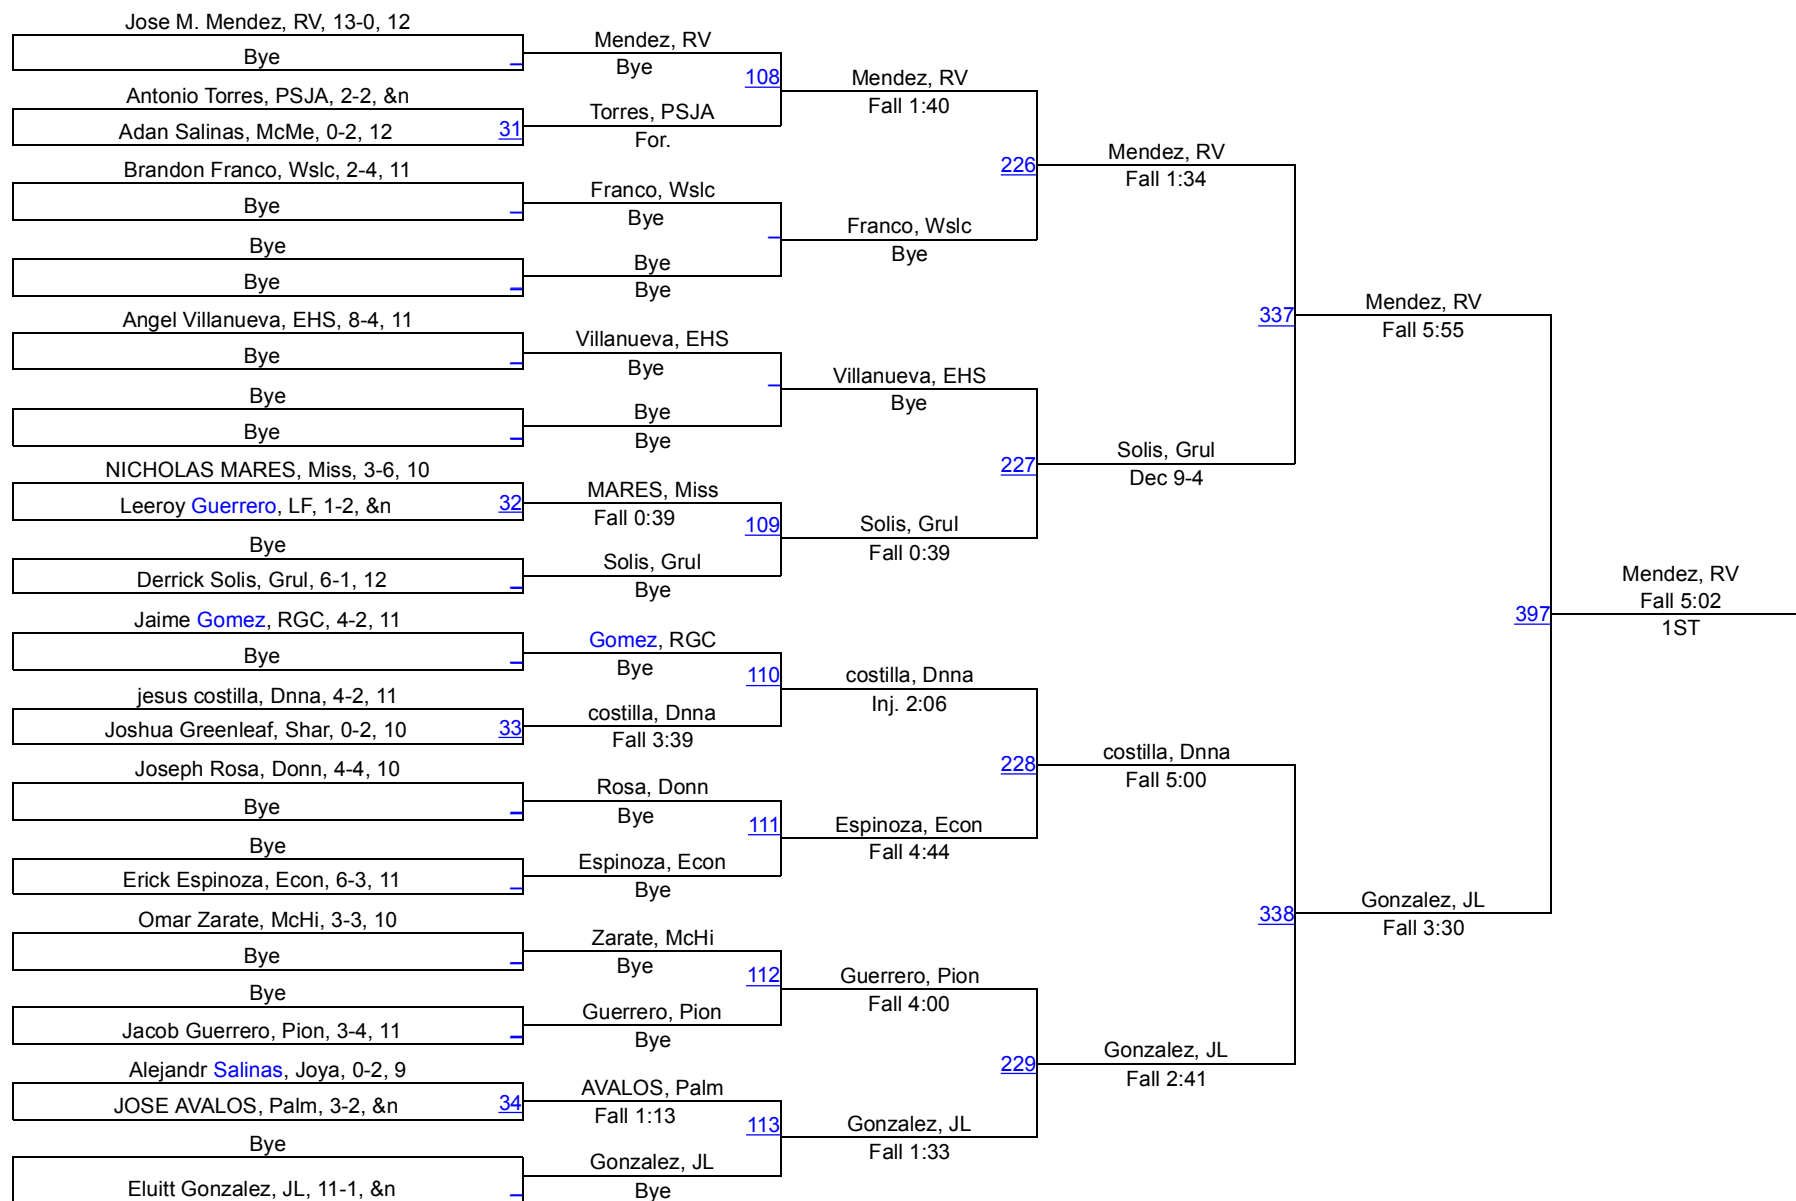 Jose M. Mendez, RV, 13-0, 12
Bye
Antonio Torres, PSJA, 2-2, &n
Adan Salinas, McMe, 0-2, 12
31
Brandon Franco, Wslc, 2-4, 11
Bye
Bye
Bye
Angel Villanueva, EHS, 8-4, 11
Bye
Bye
Bye
NICHOLAS MARES, Miss, 3-6, 10
Leeroy Guerrero, LF, 1-2, &n
32
Bye
Derrick Solis, Grul, 6-1, 12
Jaime Gomez, RGC, 4-2, 11
Bye
jesus costilla, Dnna, 4-2, 11
Joshua Greenleaf, Shar, 0-2, 10
33
Joseph Rosa, Donn, 4-4, 10
Bye
Bye
Erick Espinoza, Econ, 6-3, 11
Omar Zarate, McHi, 3-3, 10
Bye
Bye
Jacob Guerrero, Pion, 3-4, 11
Alejandr Salinas, Joya, 0-2, 9
JOSE AVALOS, Palm, 3-2, &n
34
Bye
Eluitt Gonzalez, JL, 11-1, &n
Mendez, RV
Bye
108
Torres, PSJA
For.
Franco, Wslc
Bye
Bye
Bye
Villanueva, EHS
Bye
Bye
Bye
MARES, Miss
Fall 0:39
109
Solis, Grul
Bye
Gomez, RGC
Bye
110
costilla, Dnna
Fall 3:39
Rosa, Donn
Bye
111
Espinoza, Econ
Bye
Zarate, McHi
Bye
112
Guerrero, Pion
Bye
AVALOS, Palm
Fall 1:13
113
Gonzalez, JL
Bye
Mendez, RV
Fall 1:40
226
Franco, Wslc
Bye
Villanueva, EHS
Bye
227
Solis, Grul
Fall 0:39
costilla, Dnna
Inj. 2:06
228
Espinoza, Econ
Fall 4:44
Guerrero, Pion
Fall 4:00
229
Gonzalez, JL
Fall 1:33
Mendez, RV
Fall 1:34
337
Solis, Grul
Dec 9-4
costilla, Dnna
Fall 5:00
338
Gonzalez, JL
Fall 2:41
Mendez, RV
Fall 5:55
397
Gonzalez, JL
Fall 3:30
Mendez, RV
Fall 5:02
1ST